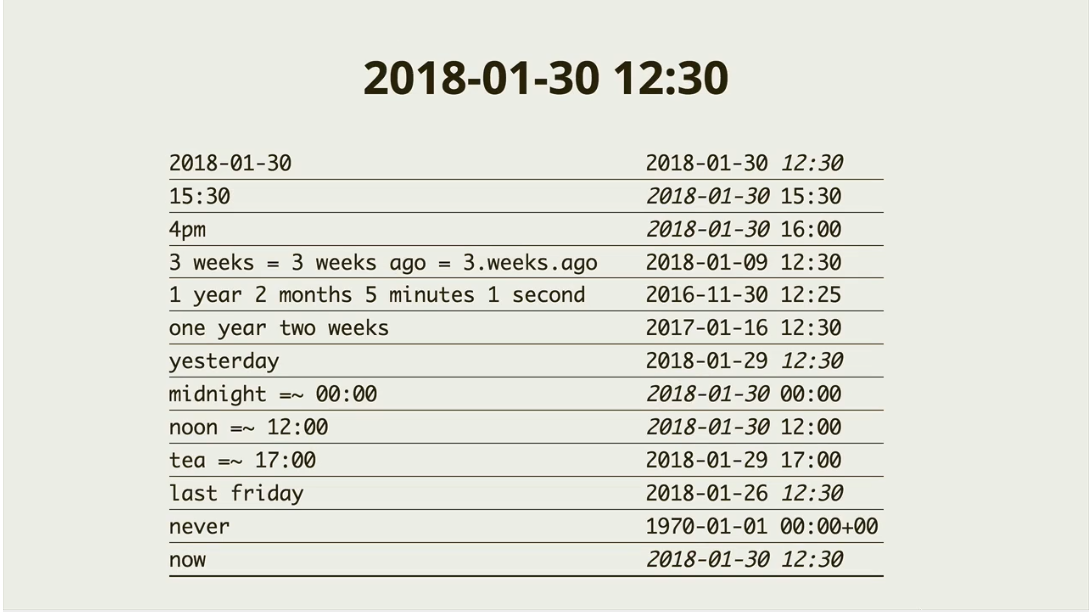 2018-01-30 12:30
2018-01-30 2018-01-30 12:30
15:30 2018-01-30 15:30
4pm 2018-01-30 16:00
3 weeks = 3 weeks ago = 3.weeks.ago 2018-01-09 12:30
1 year 2 months 5 minutes 1 second 2016-11-30 12:25
one year two weeks 2017-01-16 12:30
yesterday 2018-01-29 12:30
midnight =~ 00:00 2018-01-30 00:00
noon =~ 12:00 2018-01-30 12:00
tea =~ 17:00 2018-01-29 17:00
last friday 2018-01-26 12:30
never 1970-01-01 00:00+00
now 2018-01-30 12:30